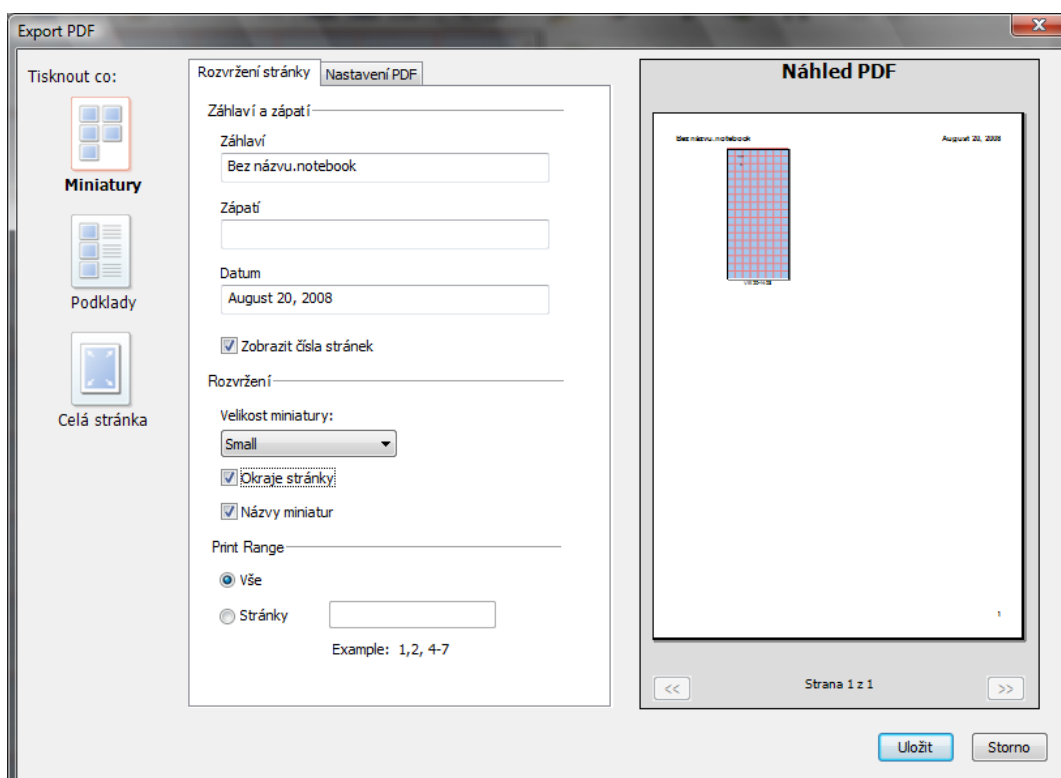 Export PDF
Tisknout co:
Miniatury
Podklady
Celá stránka
Rozvržení stránky
Nastavení PDF
Záhlaví a zápatí
Záhlaví
Bez názvu.notebook
Zápatí
Datum
August 20, 2008
Zobrazit čísla stránek
Rozvržení
Velikost miniatury:
Small
Okraje stránky
Názvy miniatur
Print Range
Vše
Stránky
Example: 1,2, 4-7
Náhled PDF
Bez názvu.notebook August 20, 2008
1
<< Strana 1 z 1 >>
Uložit Storno